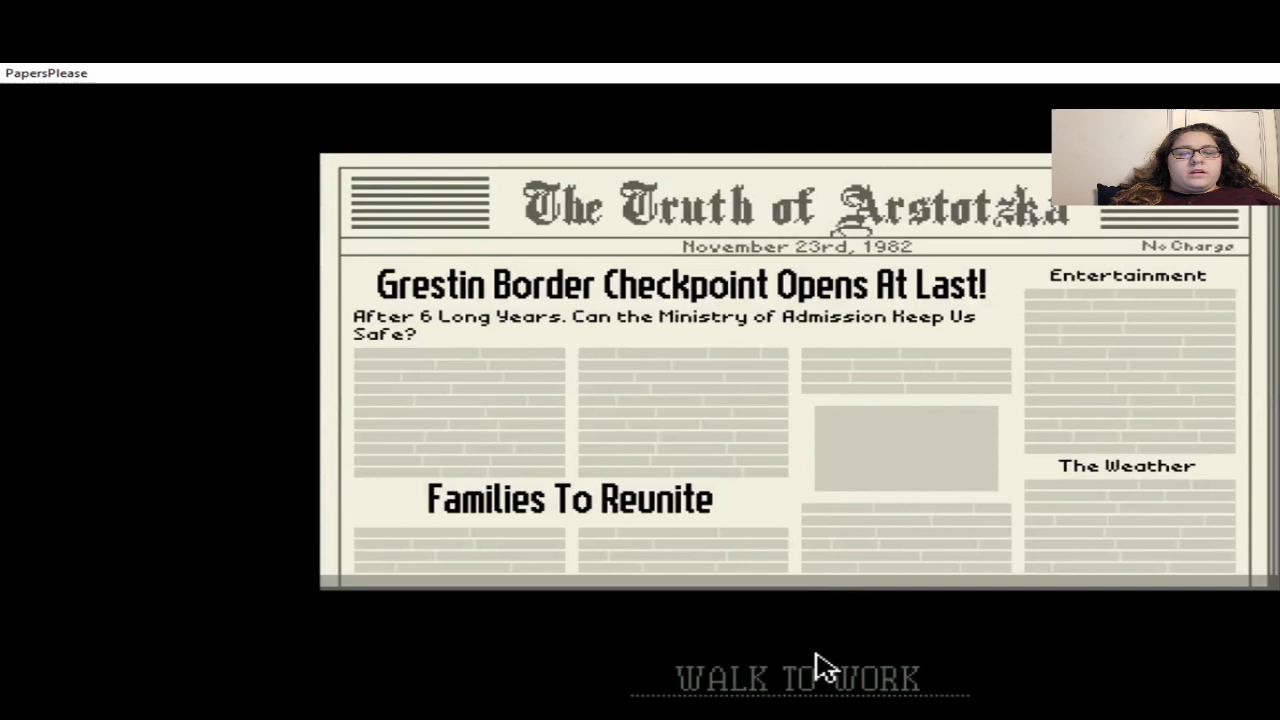 PapersPlease
The Truth of Arstotzka
November 23rd, 1982
No Charge
Grestin Border Checkpoint Opens At Last!
After 6 Long Years. Can the Ministry of Admission Keep Us
Safe?
Families To Reunite
Entertainment
The Weather
WALK TO WORK